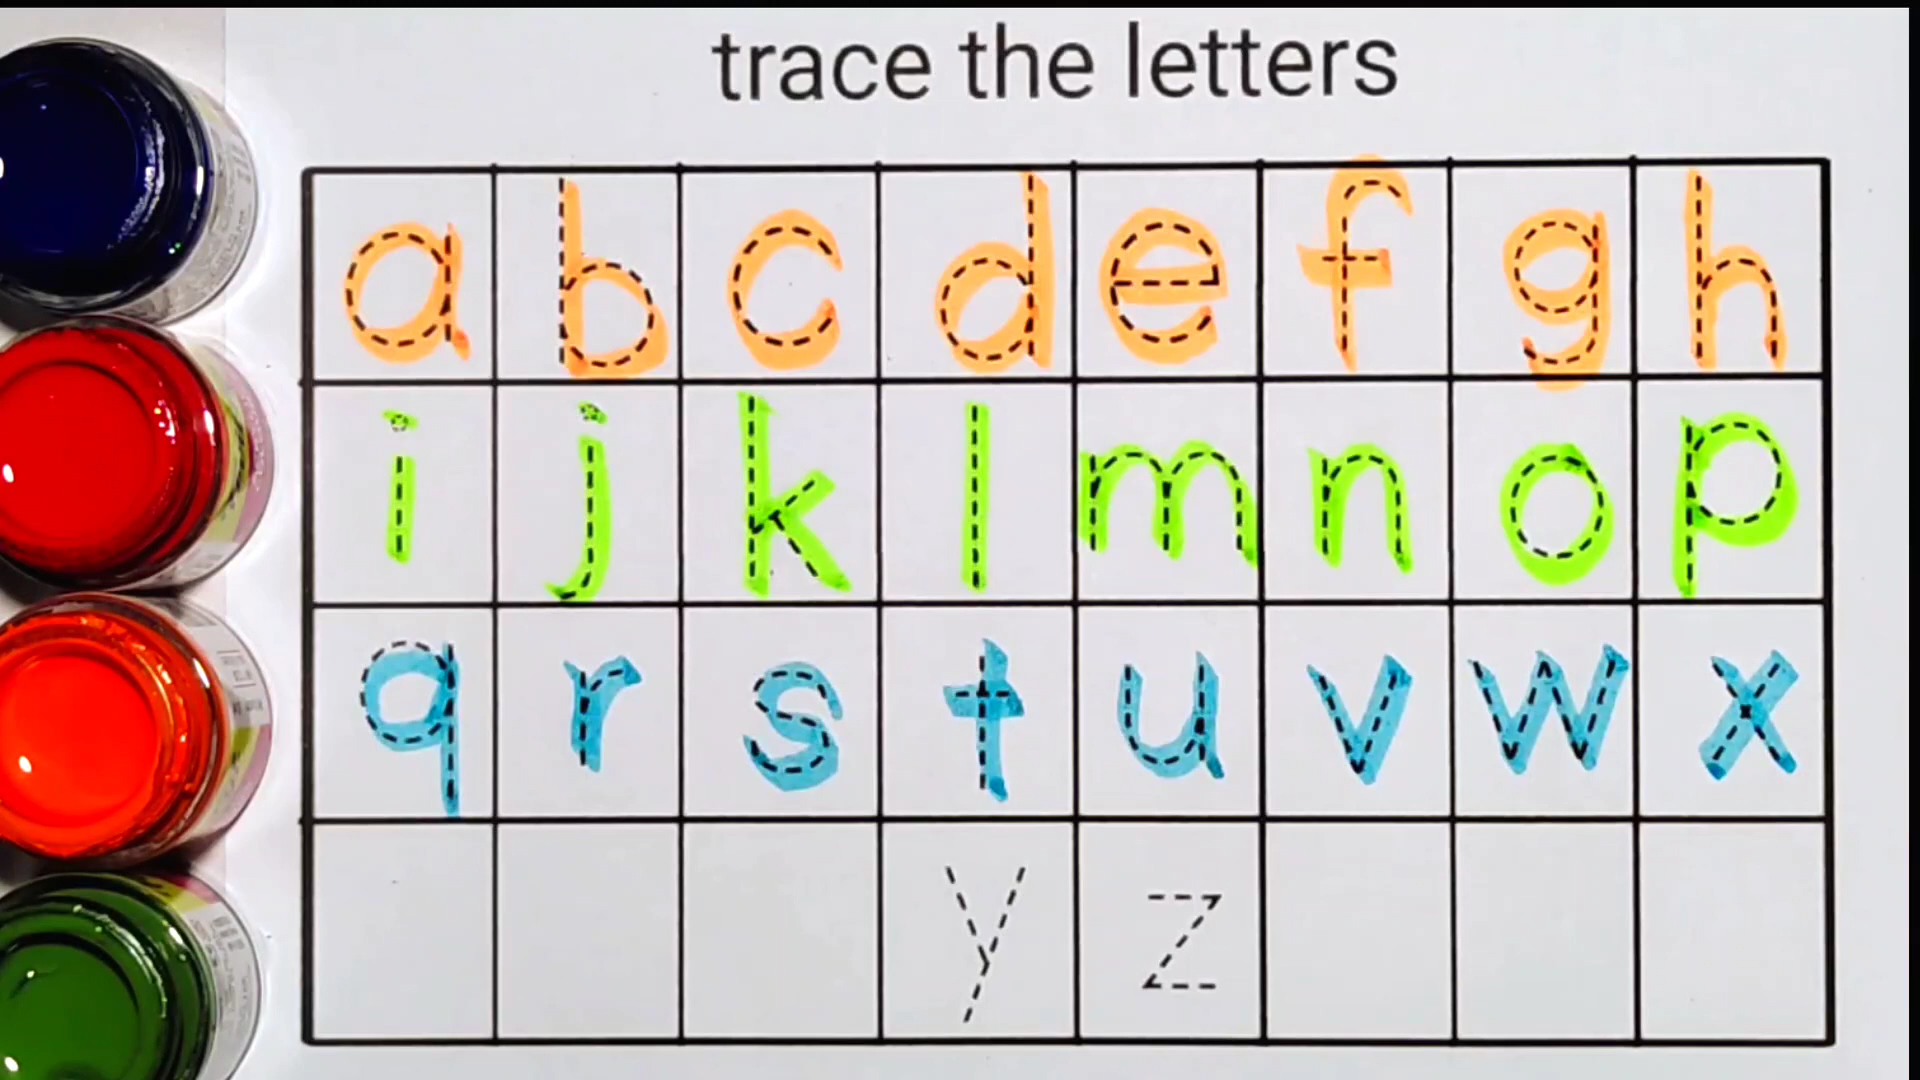 trace the letters
a b c d e f g h
i j k l m n o p
q r s t u v w x
y z